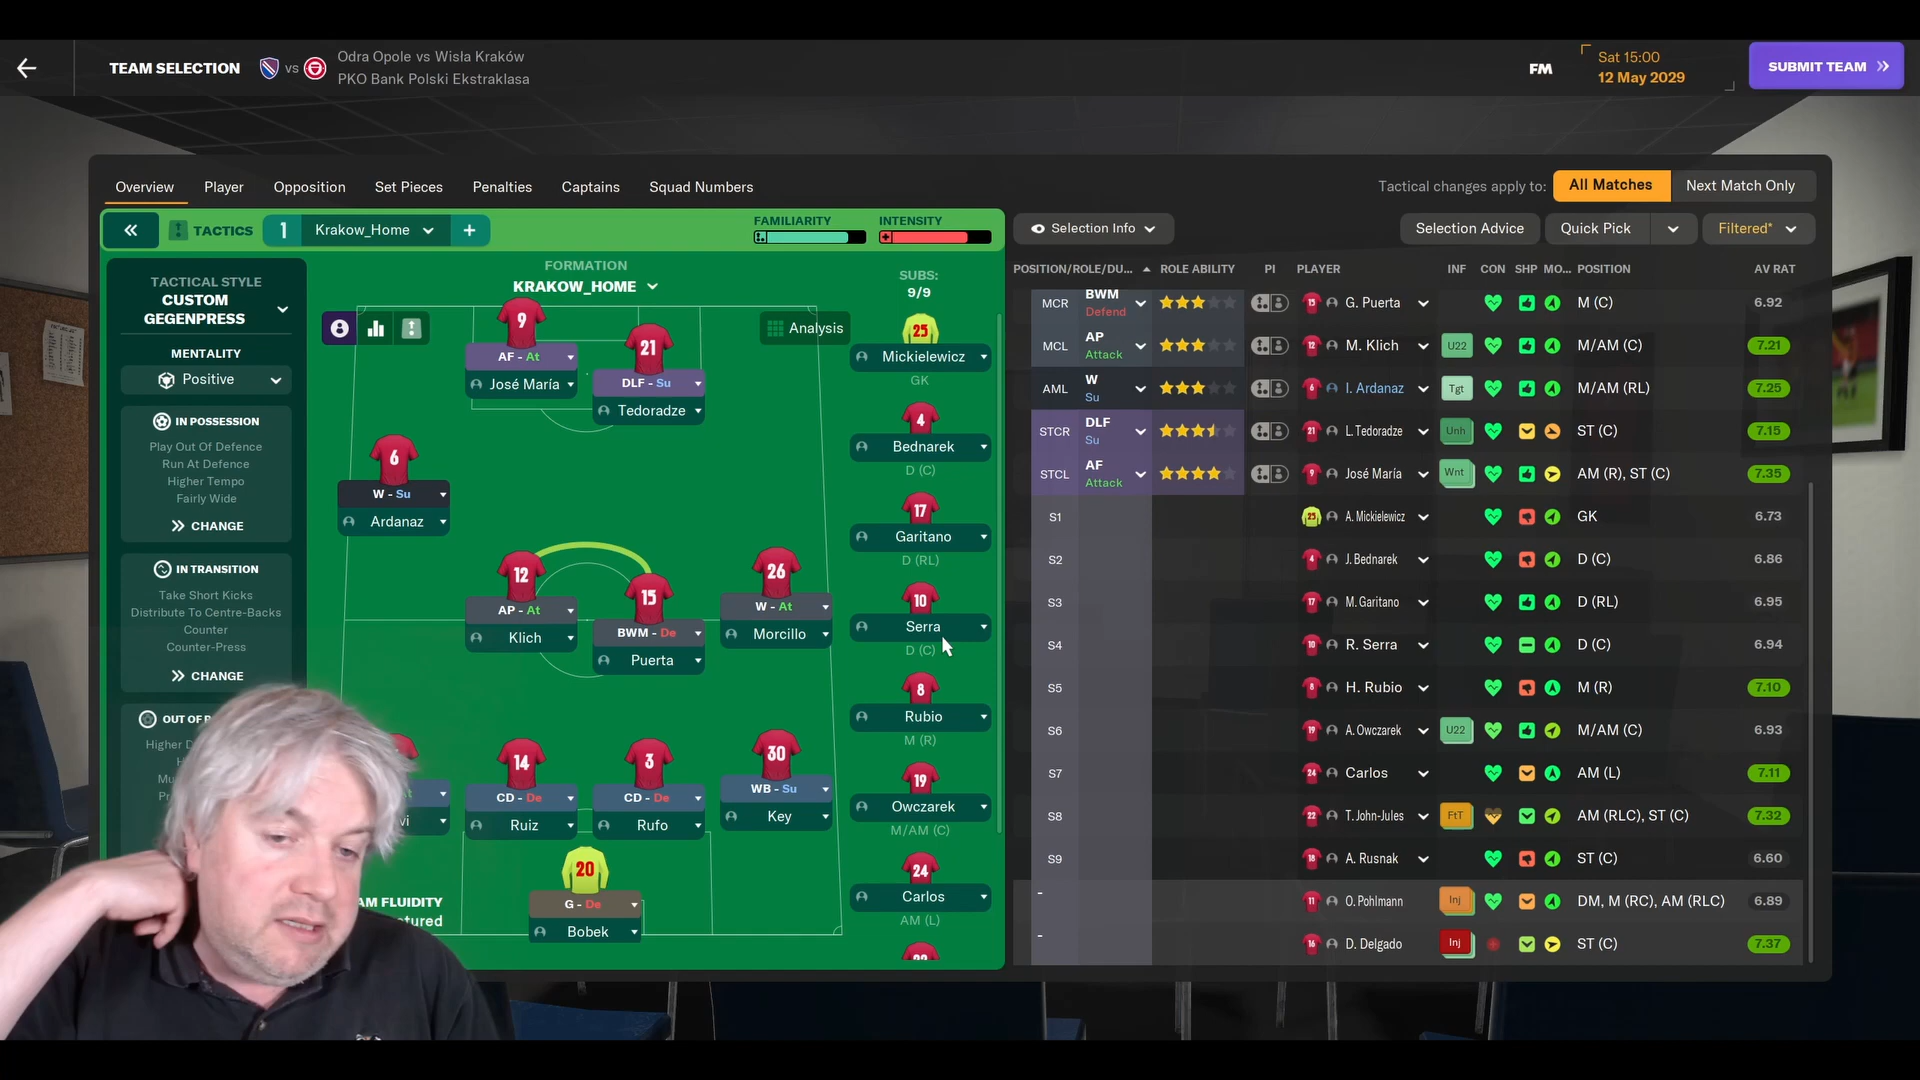 TEAM SELECTION
vs
Odra Opole vs Wisła Kraków
PKO Bank Polski Ekstraklasa
FM
Sat 15:00
12 May 2029
SUBMIT TEAM
Overview
Player
Opposition
Set Pieces
Penalties
Captains
Squad Numbers
Tactical changes apply to:
All Matches
Next Match Only
TACTICS
1
Krakow_Home
+
FAMILIARITY
INTENSITY
Selection Info
Selection Advice
Quick Pick
Filtered*
TACTICAL STYLE
CUSTOM
GEGENPRESS
MENTALITY
Positive
IN POSSESSION
Play Out Of Defence
Run At Defence
Higher Tempo
Fairly Wide
CHANGE
IN TRANSITION
Take Short Kicks
Distribute To Centre-Backs
Counter
Counter-Press
CHANGE
FORMATION
KRAKOW_HOME
Analysis
9
AF - At
José María
21
DLF - Su
Tedoradze
6
W - Su
Ardanaz
12
AP - At
Klich
15
BWM - De
Puerta
26
W - At
Morcillo
14
CD - De
Ruiz
3
CD - De
Rufo
30
WB - Su
Key
20
G - De
Bobek
SUBS:
9/9
25
Mickielewicz
GK
4
Bednarek
D (C)
17
Garitano
D (RL)
10
Serra
D (C)
8
Rubio
M (R)
19
Owczarek
M/AM (C)
24
Carlos
AM (L)
POSITION/ROLE/DU... ROLE ABILITY PI PLAYER INF CON SHP MO... POSITION AV RAT
MCR BWM Defend G. Puerta M (C) 6.92
MCL AP Attack M. Klich U22 M/AM (C) 7.21
AML W Su I. Ardanaz Tgt M/AM (RL) 7.25
STCR DLF Su L. Tedoradze Unh ST (C) 7.15
STCL AF Attack José María Wnt AM (R), ST (C) 7.35
S1 A. Mickielewicz GK 6.73
S2 J. Bednarek D (C) 6.86
S3 M. Garitano D (RL) 6.95
S4 R. Serra D (C) 6.94
S5 H. Rubio M (R) 7.10
S6 A. Owczarek U22 M/AM (C) 6.93
S7 Carlos AM (L) 7.11
S8 T. John-Jules FtT AM (RLC), ST (C) 7.32
S9 A. Rusnak ST (C) 6.60
- O. Pohlmann Inj DM, M (RC), AM (RLC) 6.89
- D. Delgado Inj ST (C) 7.37